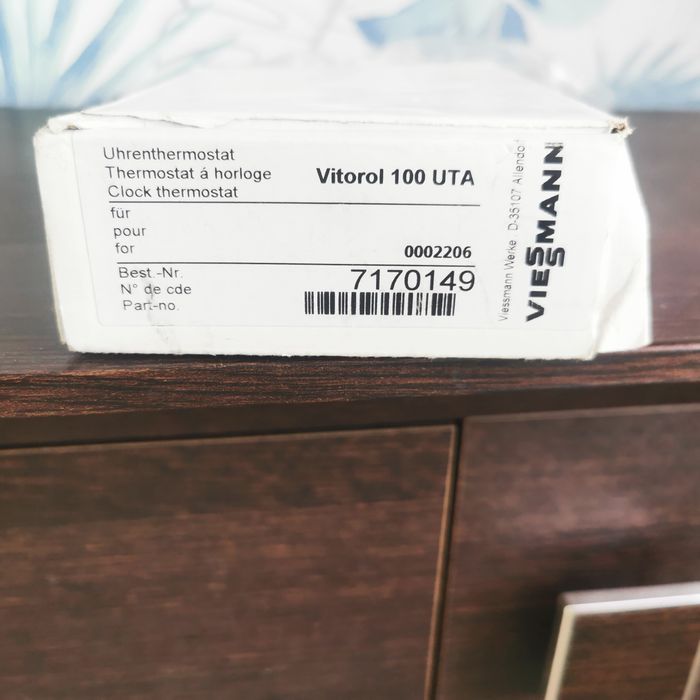 Uhrenthermostat
Thermostat á horloge
Clock thermostat
Vitorol 100 UTA
für
pour
for
0002206
Best.-Nr.
N° de cde
Part-no.
7170149
Viessmann Werke . D-35107 Allendorf
VIESSMANN